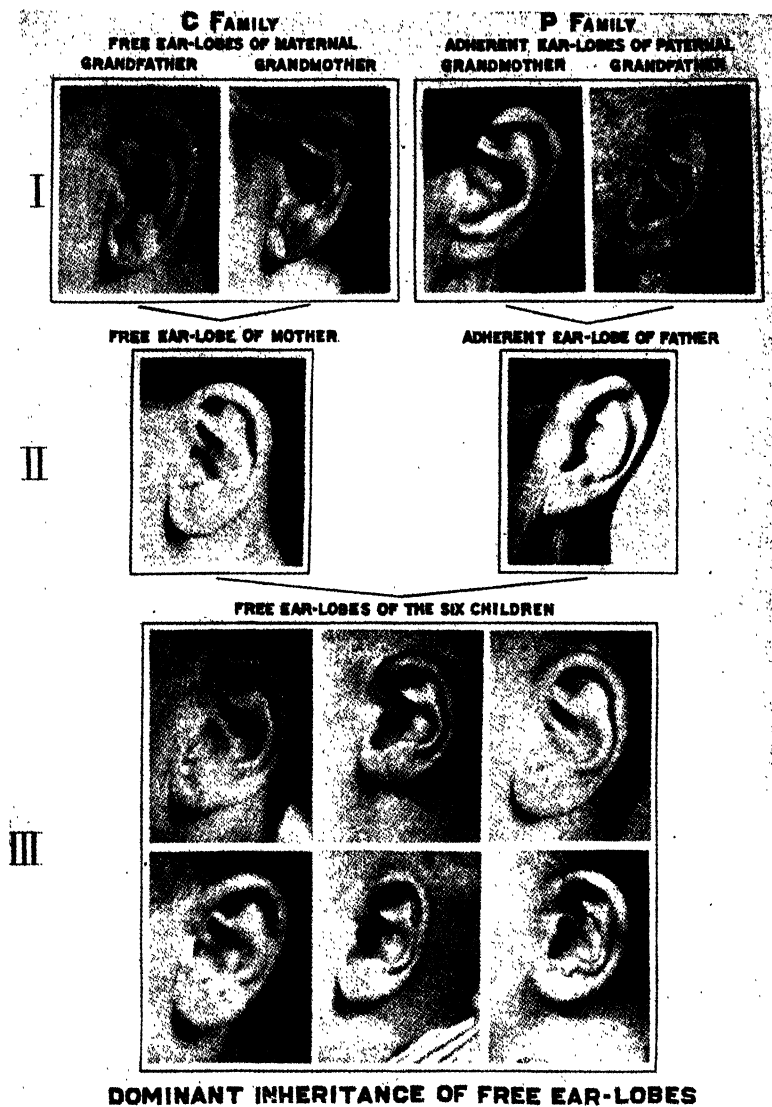 C FAMILY
FREE EAR-LOBES OF MATERNAL
GRANDFATHER GRANDMOTHER
P FAMILY
ADHERENT EAR-LOBES OF PATERNAL
GRANDMOTHER GRANDFATHER
I
FREE EAR-LOBE OF MOTHER
ADHERENT EAR-LOBE OF FATHER
II
FREE EAR-LOBES OF THE SIX CHILDREN
III
DOMINANT INHERITANCE OF FREE EAR-LOBES